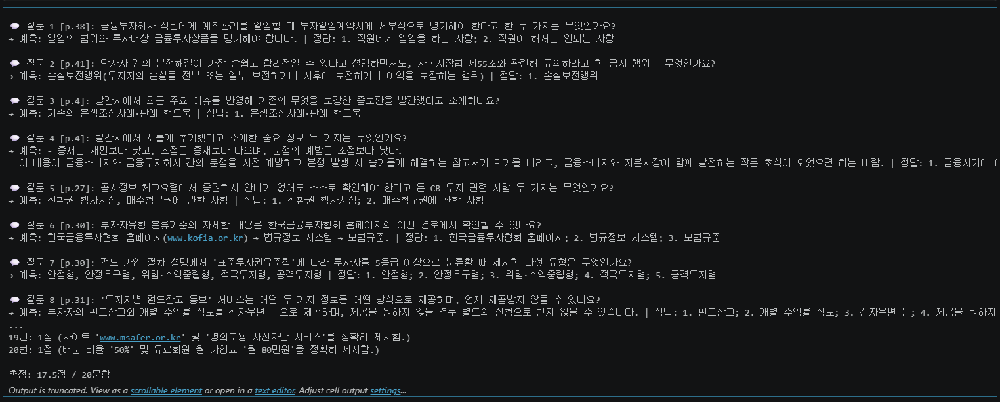 질문 1 [p.38]: 금융투자회사 직원에게 계좌관리를 일임할 때 투자일임계약서에 세부적으로 명기해야 한다고 한 두 가지는 무엇인가요?
→ 예측: 일임의 범위와 투자대상 금융투자상품을 명기해야 합니다. | 정답: 1. 직원에게 일임을 하는 사항; 2. 직원이 해서는 안되는 사항
질문 2 [p.41]: 당사자 간의 분쟁해결이 가장 손쉽고 합리적일 수 있다고 설명하면서도, 자본시장법 제55조와 관련해 유의하라고 한 금지 행위는 무엇인가요?
→ 예측: 손실보전행위(투자자의 손실을 전부 또는 일부 보전하거나 사후에 보전하거나 이익을 보장하는 행위) | 정답: 1. 손실보전행위
질문 3 [p.4]: 발간사에서 최근 주요 이슈를 반영해 기존의 무엇을 보강한 증보판을 발간했다고 소개하나요?
→ 예측: 기존의 분쟁조정사례·판례 핸드북 | 정답: 1. 분쟁조정사례·판례 핸드북
질문 4 [p.4]: 발간사에서 새롭게 추가했다고 소개한 중요 정보 두 가지는 무엇인가요?
→ 예측: - 중재는 재판보다 낫고, 조정은 중재보다 나으며, 분쟁의 예방은 조정보다 낫다.
- 이 내용이 금융소비자와 금융투자회사 간의 분쟁을 사전 예방하고 분쟁 발생 시 슬기롭게 해결하는 참고서가 되기를 바라고, 금융소비자와 자본시장이 함께 발전하는 작은 초석이 되었으면 하는 바람. | 정답: 1. 금융사기에
질문 5 [p.27]: 공시정보 체크요령에서 증권회사 안내가 없어도 스스로 확인해야 한다고 든 CB 투자 관련 사항 두 가지는 무엇인가요?
→ 예측: 전환권 행사시점, 매수청구권에 관한 사항 | 정답: 1. 전환권 행사시점; 2. 매수청구권에 관한 사항
질문 6 [p.30]: 투자자유형 분류기준의 자세한 내용은 한국금융투자협회 홈페이지의 어떤 경로에서 확인할 수 있나요?
→ 예측: 한국금융투자협회 홈페이지(www.kofia.or.kr) → 법규정보 시스템 → 모범규준. | 정답: 1. 한국금융투자협회 홈페이지; 2. 법규정보 시스템; 3. 모범규준
질문 7 [p.30]: 펀드 가입 절차 설명에서 '표준투자권유준칙'에 따라 투자자를 5등급 이상으로 분류할 때 제시한 다섯 유형은 무엇인가요?
→ 예측: 안정형, 안정추구형, 위험·수익중립형, 적극투자형, 공격투자형 | 정답: 1. 안정형; 2. 안정추구형; 3. 위험·수익중립형; 4. 적극투자형; 5. 공격투자형
질문 8 [p.31]: '투자자별 펀드잔고 통보' 서비스는 어떤 두 가지 정보를 어떤 방식으로 제공하며, 언제 제공받지 않을 수 있나요?
→ 예측: 투자자의 펀드잔고와 개별 수익률 정보를 전자우편 등으로 제공하며, 제공을 원하지 않을 경우 별도의 신청으로 받지 않을 수 있습니다. | 정답: 1. 펀드잔고; 2. 개별 수익률 정보; 3. 전자우편 등; 4. 제공을 원하지
...
19번: 1점 (사이트 'www.msafer.or.kr' 및 '명의도용 사전차단 서비스'를 정확히 제시함.)
20번: 1점 (배분 비율 '50%' 및 유료회원 월 가입료 '월 80만원'을 정확히 제시함.)
총점: 17.5점 / 20문항
Output is truncated. View as a scrollable element or open in a text editor. Adjust cell output settings...